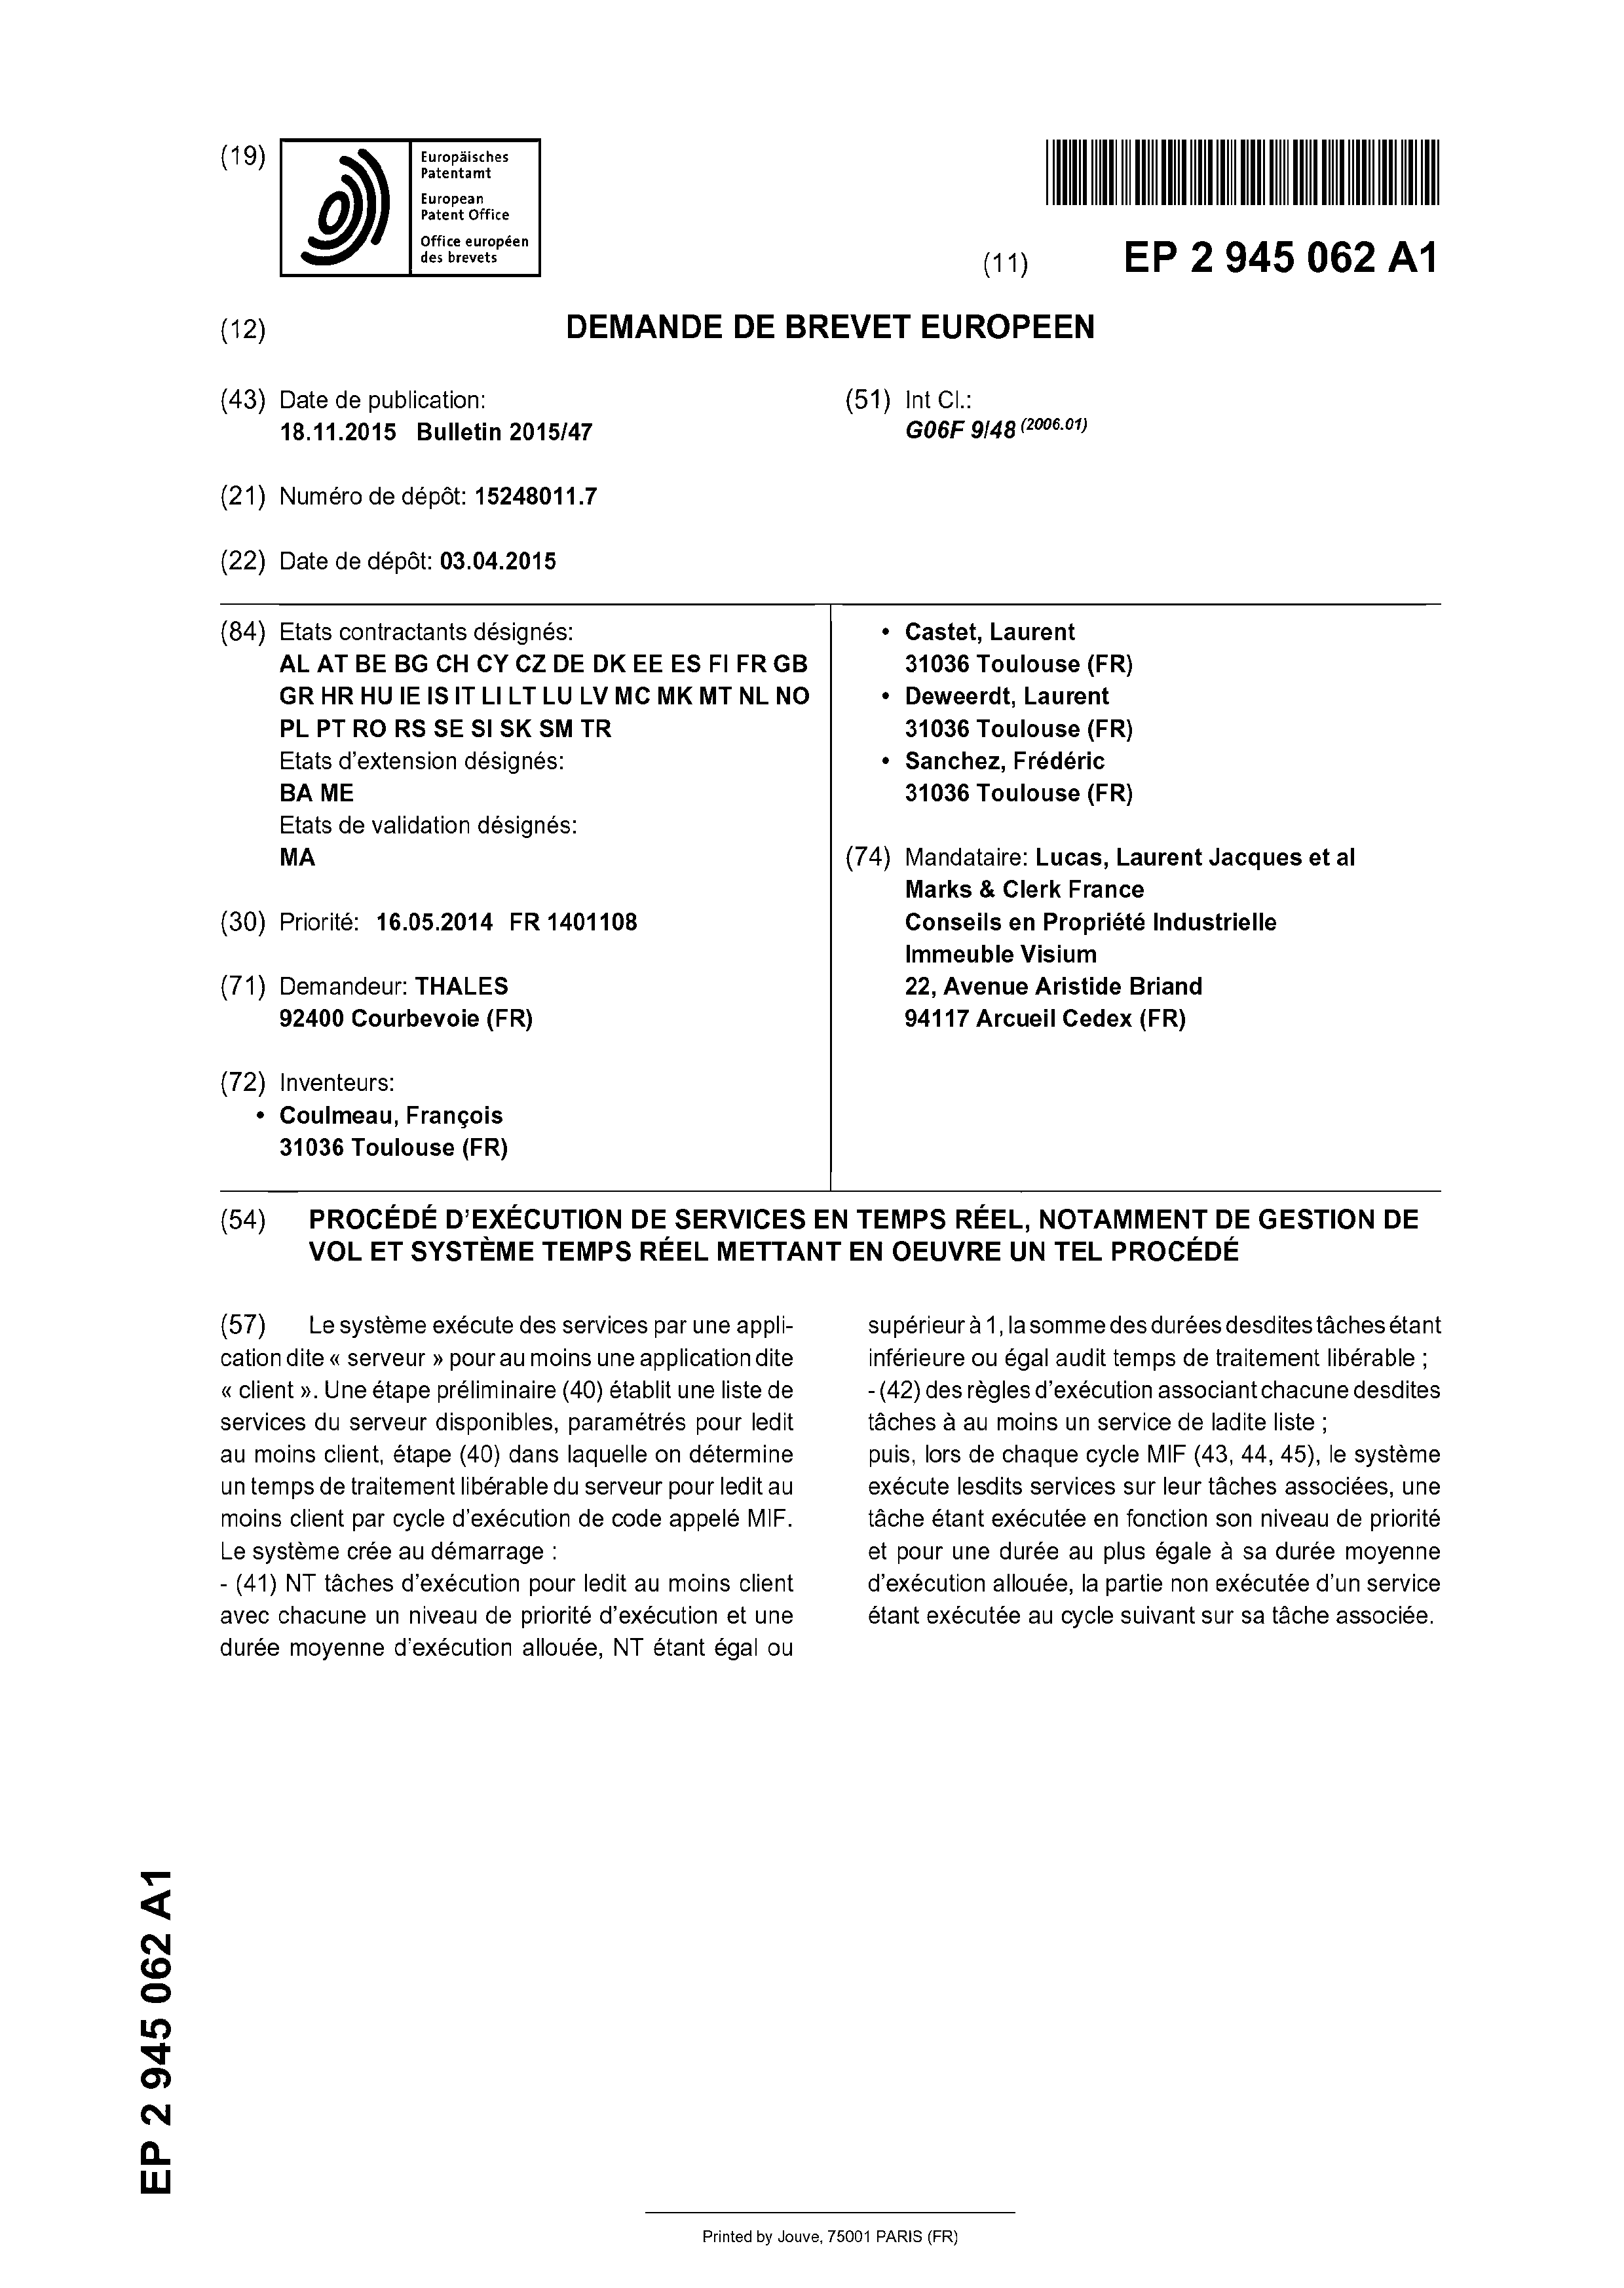 (19)
Europäisches
Patentamt
European
Patent Office
Office européen
des brevets
(11) EP 2 945 062 A1
(12) DEMANDE DE BREVET EUROPEEN
(43) Date de publication:
18.11.2015 Bulletin 2015/47
(51) Int Cl.:
G06F 9/48 (2006.01)
(21) Numéro de dépôt: 15248011.7
(22) Date de dépôt: 03.04.2015
(84) Etats contractants désignés:
AL AT BE BG CH CY CZ DE DK EE ES FI FR GB
GR HR HU IE IS IT LI LT LU LV MC MK MT NL NO
PL PT RO RS SE SI SK SM TR
Etats d'extension désignés:
BA ME
Etats de validation désignés:
MA
(30) Priorité: 16.05.2014 FR 1401108
(71) Demandeur: THALES
92400 Courbevoie (FR)
(72) Inventeurs:
• Coulmeau, François
31036 Toulouse (FR)
• Castet, Laurent
31036 Toulouse (FR)
• Deweerdt, Laurent
31036 Toulouse (FR)
• Sanchez, Frédéric
31036 Toulouse (FR)
(74) Mandataire: Lucas, Laurent Jacques et al
Marks & Clerk France
Conseils en Propriété Industrielle
Immeuble Visium
22, Avenue Aristide Briand
94117 Arcueil Cedex (FR)
(54) PROCÉDÉ D'EXÉCUTION DE SERVICES EN TEMPS RÉEL, NOTAMMENT DE GESTION DE
VOL ET SYSTÈME TEMPS RÉEL METTANT EN OEUVRE UN TEL PROCÉDÉ
(57) Le système exécute des services par une appli-
cation dite « serveur » pour au moins une application dite
« client ». Une étape préliminaire (40) établit une liste de
services du serveur disponibles, paramétrés pour ledit
au moins client, étape (40) dans laquelle on détermine
un temps de traitement libérable du serveur pour ledit au
moins client par cycle d'exécution de code appelé MIF.
Le système crée au démarrage :
- (41) NT tâches d'exécution pour ledit au moins client
avec chacune un niveau de priorité d'exécution et une
durée moyenne d'exécution allouée, NT étant égal ou
supérieur à 1, la somme des durées desdites tâches étant
inférieure ou égal audit temps de traitement libérable ;
- (42) des règles d'exécution associant chacune desdites
tâches à au moins un service de ladite liste ;
puis, lors de chaque cycle MIF (43, 44, 45), le système
exécute lesdits services sur leur tâches associées, une
tâche étant exécutée en fonction son niveau de priorité
et pour une durée au plus égale à sa durée moyenne
d'exécution allouée, la partie non exécutée d'un service
étant exécutée au cycle suivant sur sa tâche associée.
EP 2 945 062 A1
Printed by Jouve, 75001 PARIS (FR)